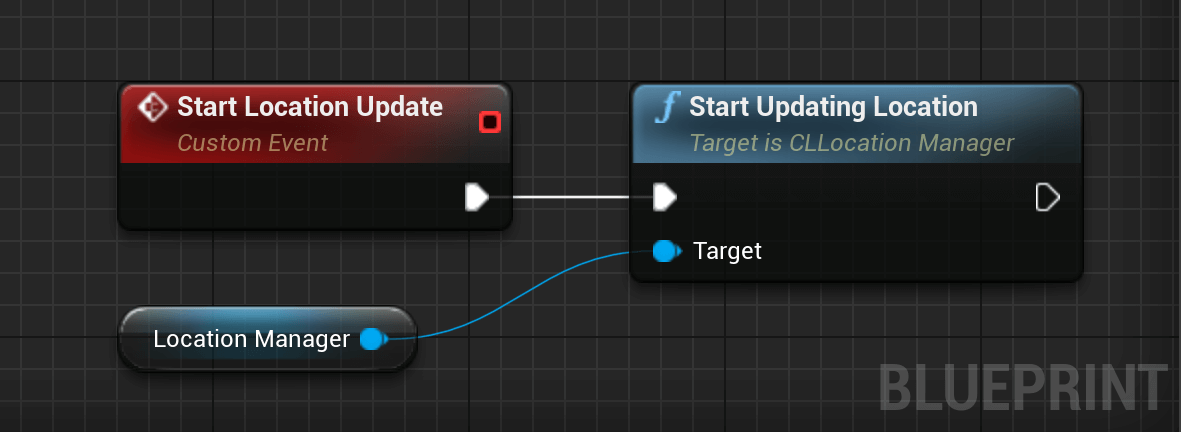 Start Location Update
Custom Event
Start Updating Location
Target is CLLocation Manager
Target
Location Manager
BLUEPRINT